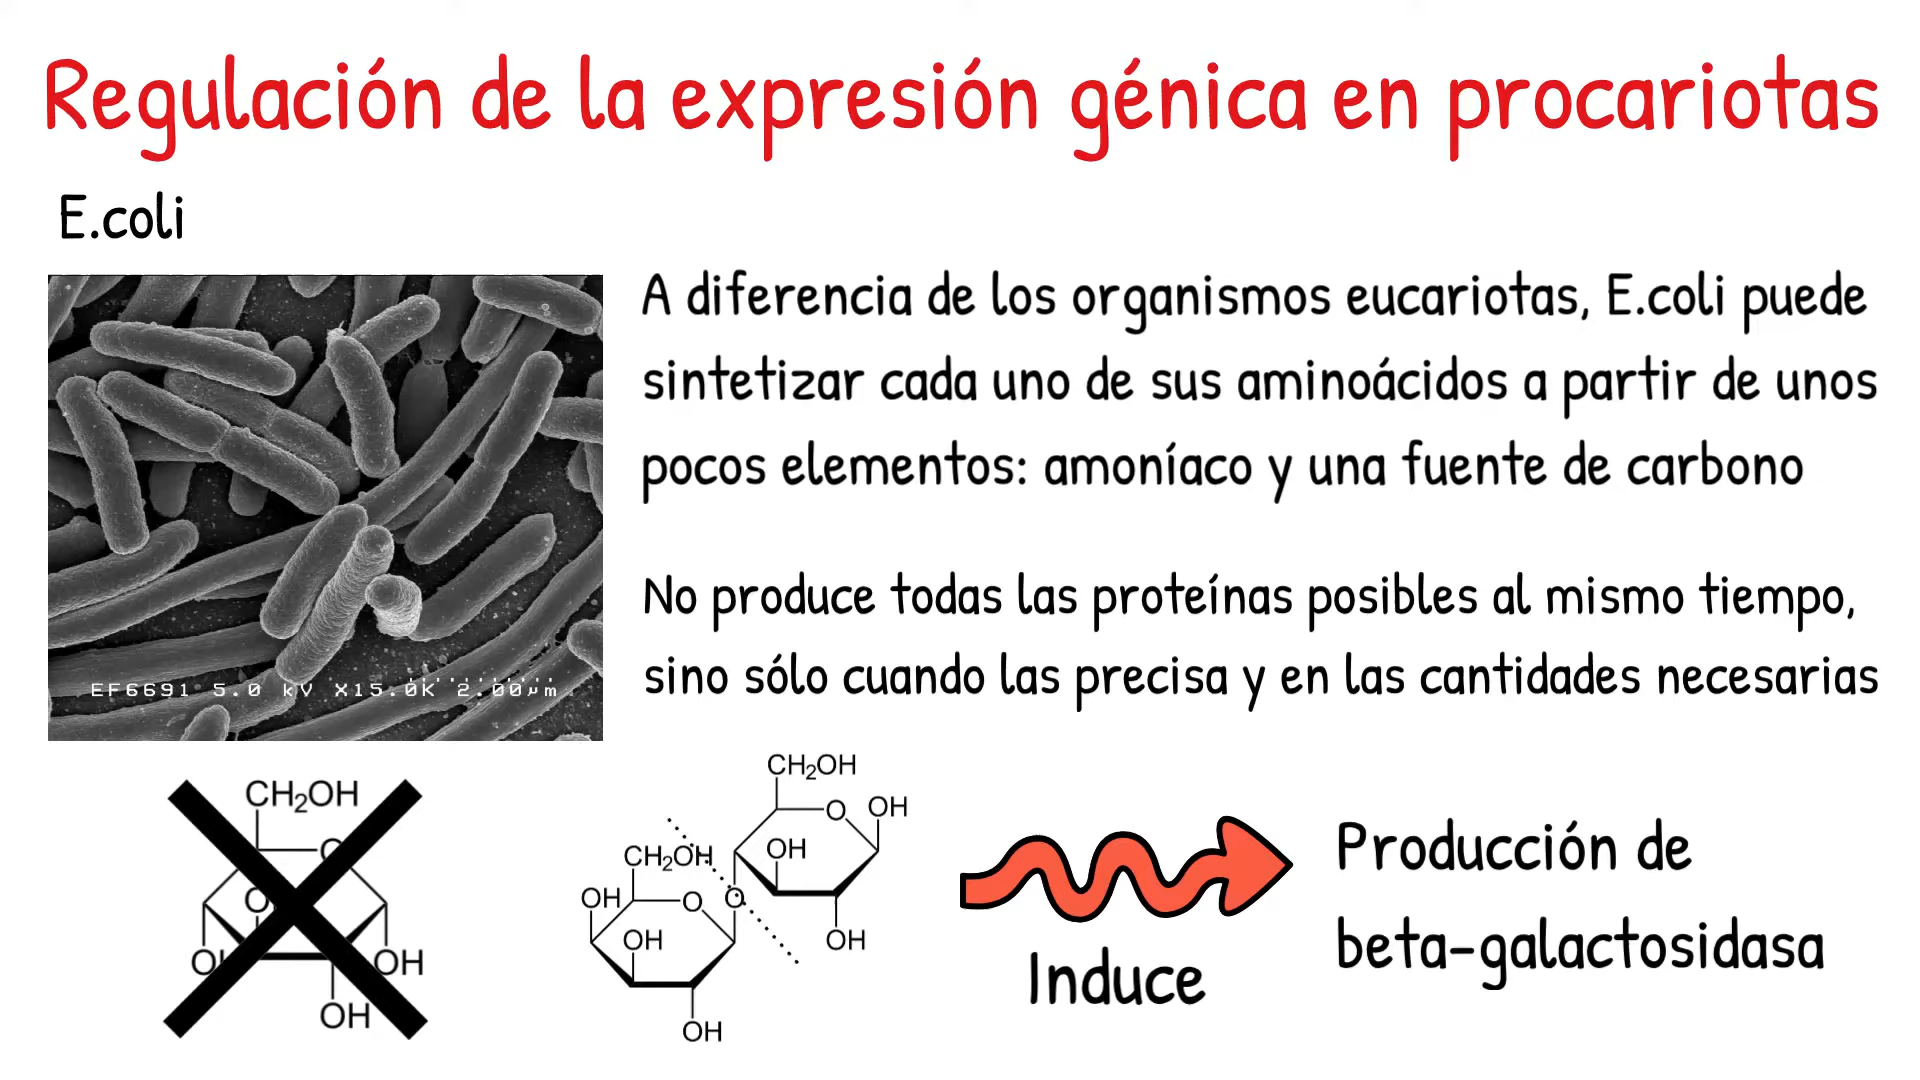 Regulación de la expresión génica en procariotas
E.coli
A diferencia de los organismos eucariotas, E.coli puede
sintetizar cada uno de sus aminoácidos a partir de unos
pocos elementos: amoníaco y una fuente de carbono
No produce todas las proteínas posibles al mismo tiempo,
sino sólo cuando las precisa y en las cantidades necesarias
EF6691 5.0 kV X15.0K 2.00µm
CH₂OH
O
O
OH
OH
OH
CH₂OH
O
OH
OH
OH
CH₂OH
OH
O
O
OH
OH
Induce
Producción de
beta-galactosidasa